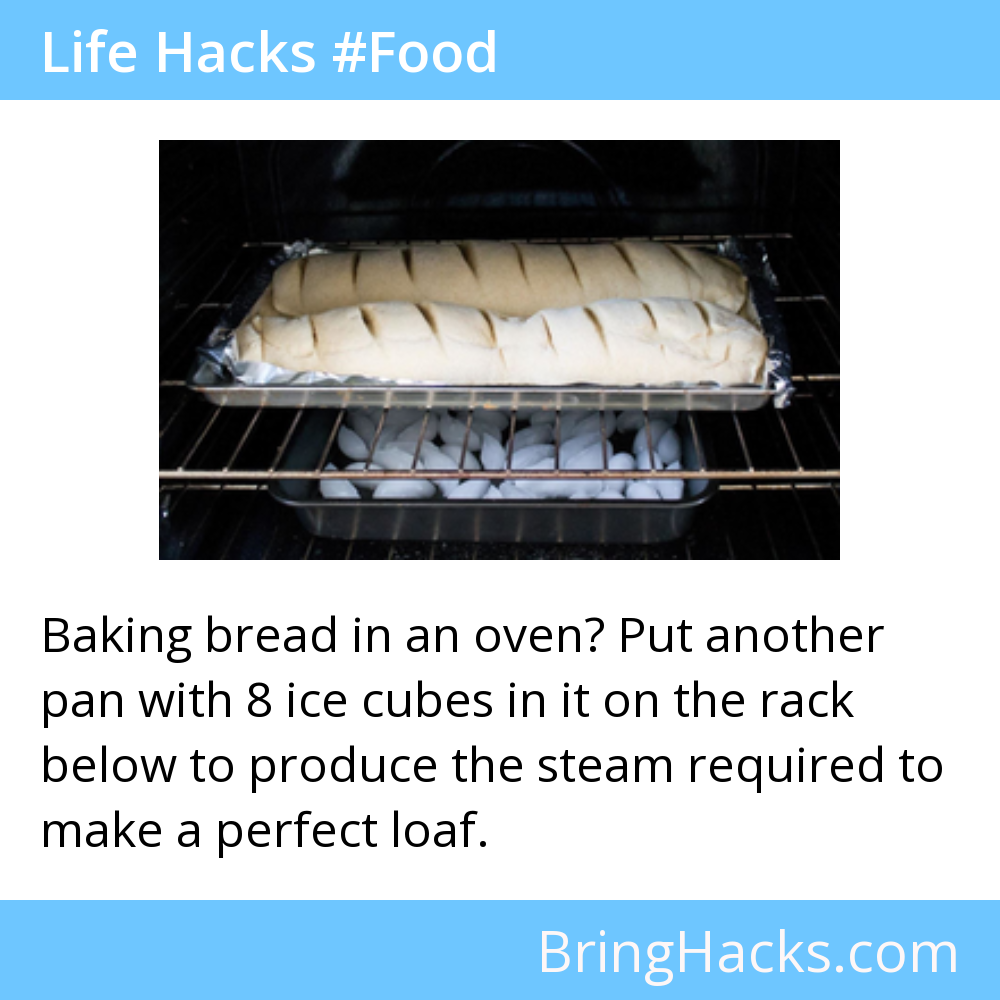 Life Hacks #Food
Baking bread in an oven? Put another
pan with 8 ice cubes in it on the rack
below to produce the steam required to
make a perfect loaf.
BringHacks.com